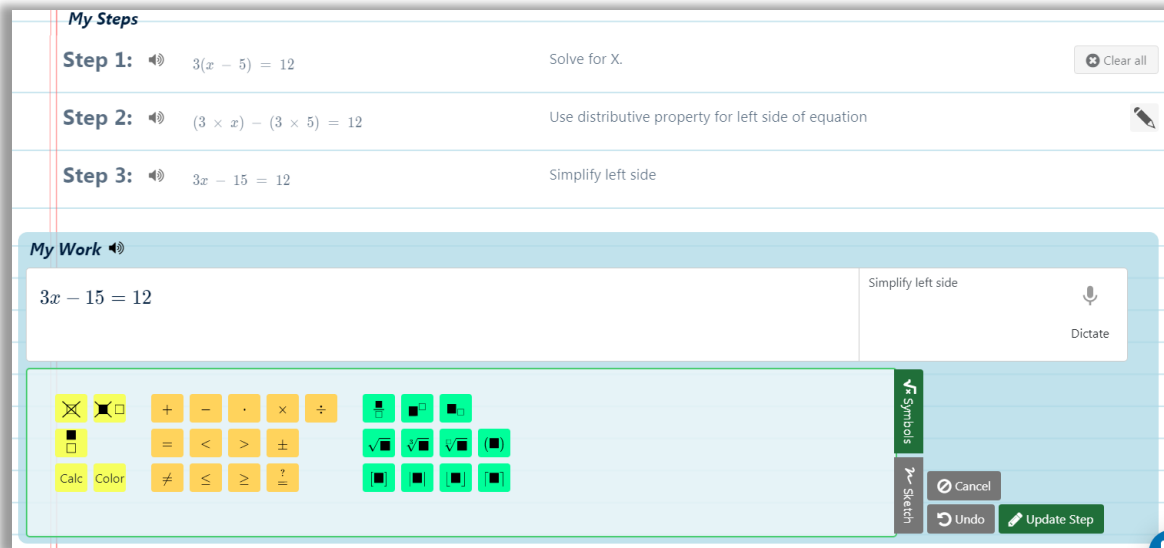 My Steps
Step 1: 3(x − 5) = 12 Solve for X. Clear all
Step 2: (3 × x) − (3 × 5) = 12 Use distributive property for left side of equation
Step 3: 3x − 15 = 12 Simplify left side
My Work
3x − 15 = 12 Simplify left side
Dictate
+ − · × ÷
= < > ±
Calc Color ≠ ≤ ≥ ≟
√x Symbols
Sketch
Cancel
Undo Update Step